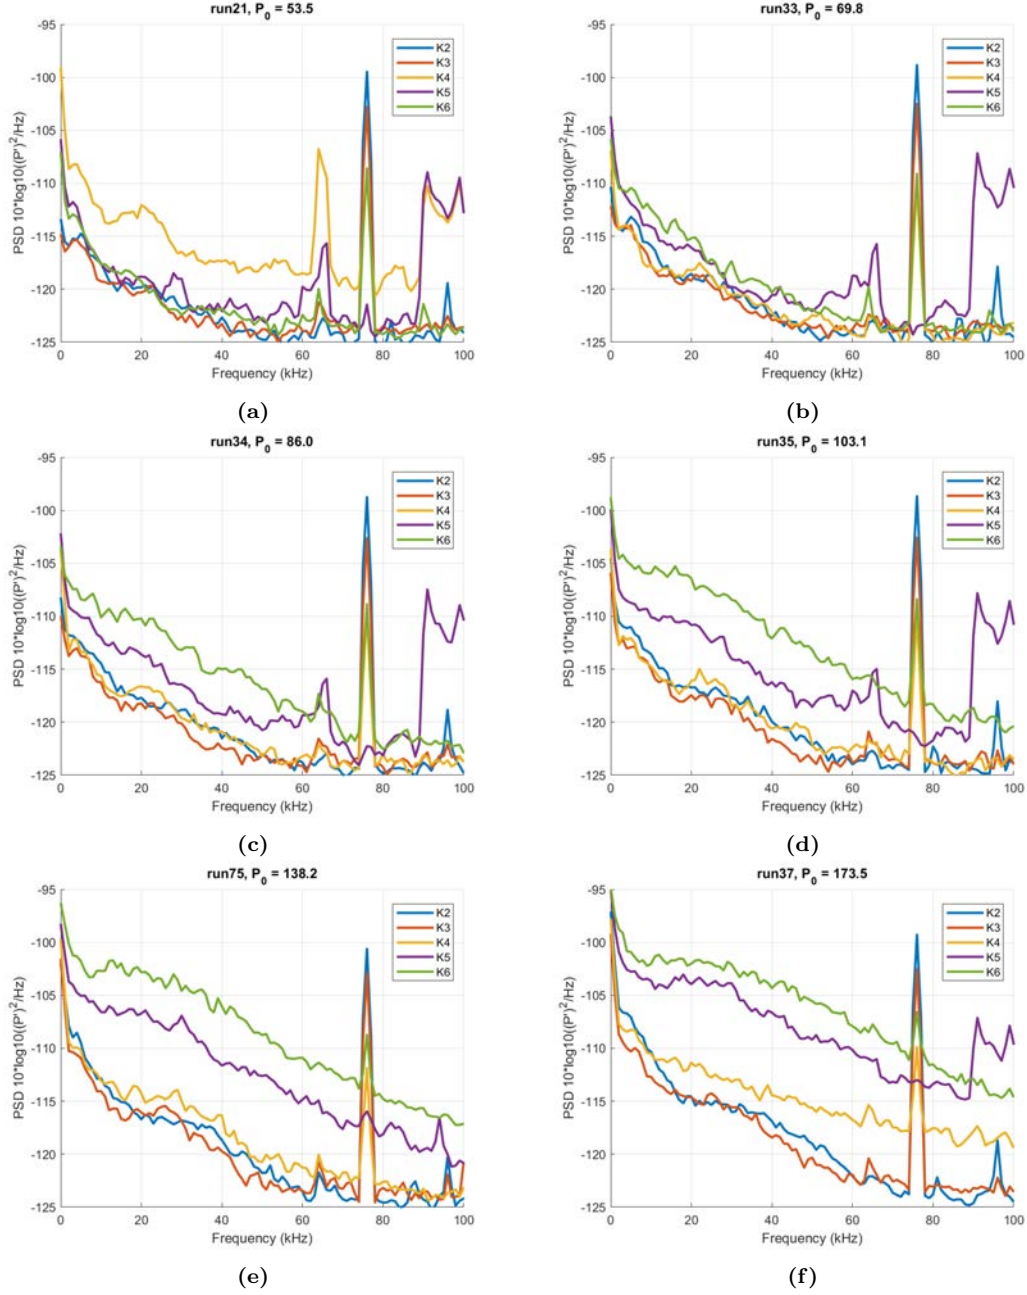 run21, P0 = 53.5
PSD 10*log10((P')2/Hz)
-95
-100
-105
-110
-115
-120
-125
K2
K3
K4
K5
K6
0 20 40 60 80 100
Frequency (kHz)
(a)
run33, P0 = 69.8
PSD 10*log10((P')2/Hz)
-95
-100
-105
-110
-115
-120
-125
K2
K3
K4
K5
K6
0 20 40 60 80 100
Frequency (kHz)
(b)
run34, P0 = 86.0
PSD 10*log10((P')2/Hz)
-95
-100
-105
-110
-115
-120
-125
K2
K3
K4
K5
K6
0 20 40 60 80 100
Frequency (kHz)
(c)
run35, P0 = 103.1
PSD 10*log10((P')2/Hz)
-95
-100
-105
-110
-115
-120
-125
K2
K3
K4
K5
K6
0 20 40 60 80 100
Frequency (kHz)
(d)
run75, P0 = 138.2
PSD 10*log10((P')2/Hz)
-95
-100
-105
-110
-115
-120
-125
K2
K3
K4
K5
K6
0 20 40 60 80 100
Frequency (kHz)
(e)
run37, P0 = 173.5
PSD 10*log10((P')2/Hz)
-95
-100
-105
-110
-115
-120
-125
K2
K3
K4
K5
K6
0 20 40 60 80 100
Frequency (kHz)
(f)